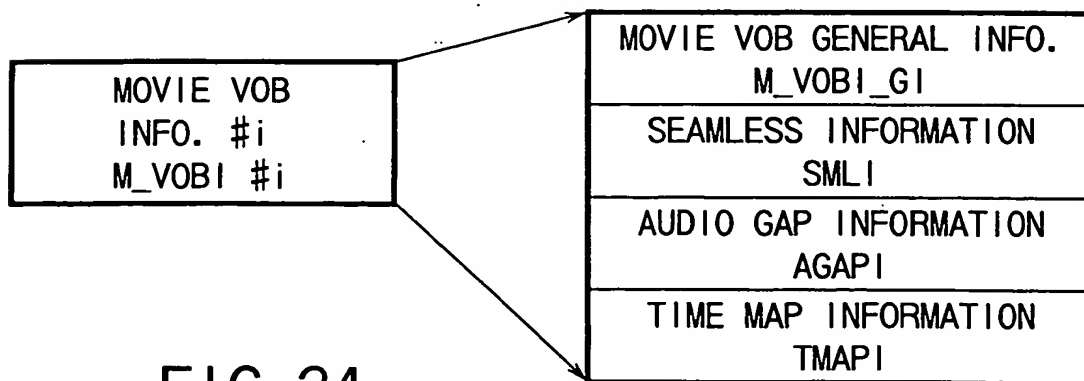 MOVIE VOB
INFO. #i
M_VOBI #i
MOVIE VOB GENERAL INFO.
M_VOBI_GI
SEAMLESS INFORMATION
SMLI
AUDIO GAP INFORMATION
AGAPI
TIME MAP INFORMATION
TMAPI